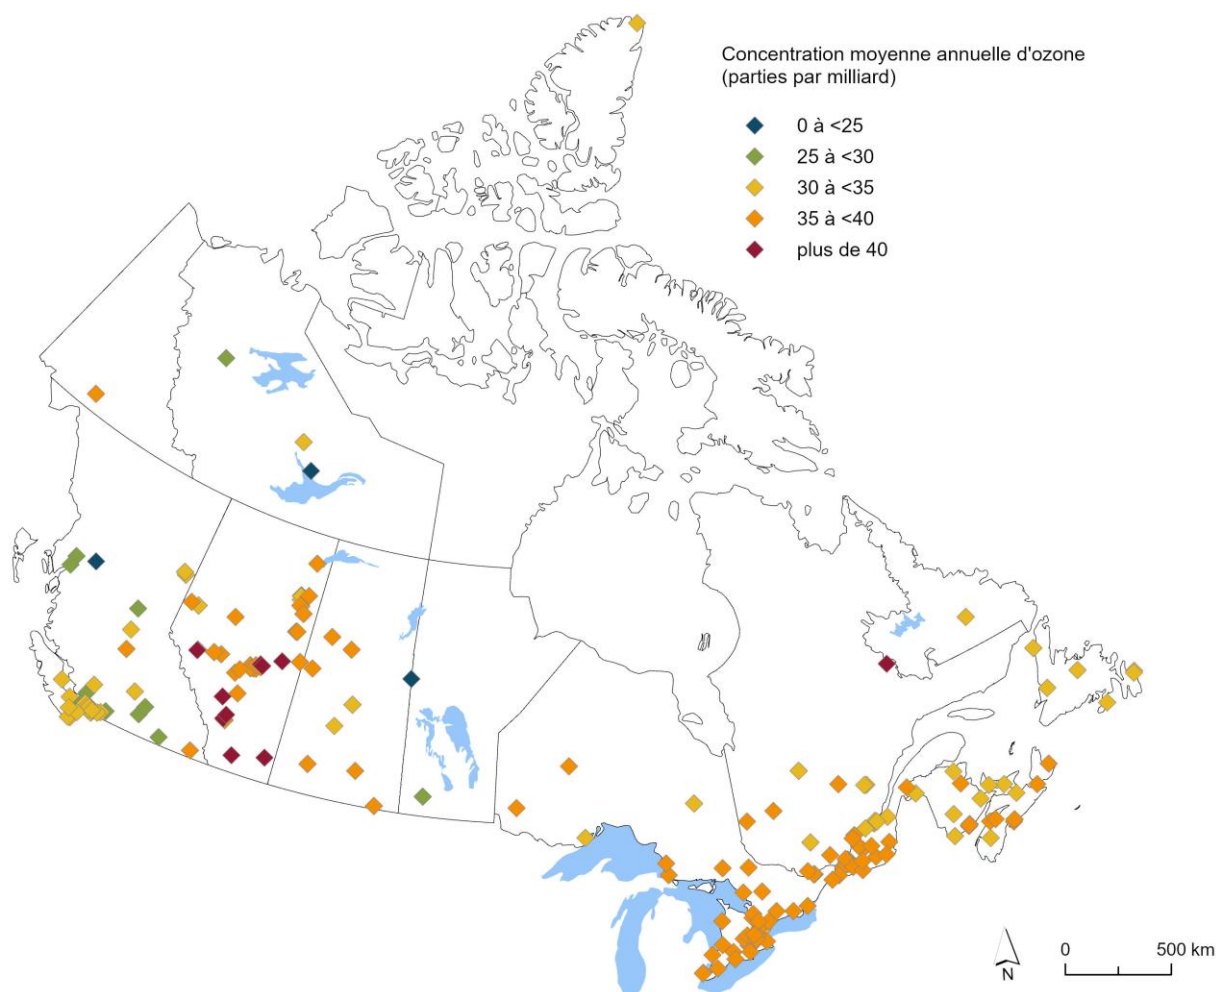 Concentration moyenne annuelle d'ozone
(parties par milliard)
0 à <25
25 à <30
30 à <35
35 à <40
plus de 40
N
0 500 km